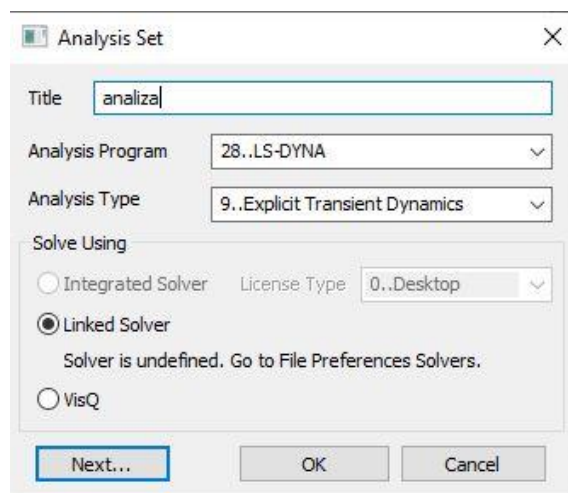 Analysis Set
Title analiza
Analysis Program 28..LS-DYNA
Analysis Type 9..Explicit Transient Dynamics
Solve Using
Integrated Solver License Type 0..Desktop
Linked Solver
Solver is undefined. Go to File Preferences Solvers.
VisQ
Next... OK Cancel